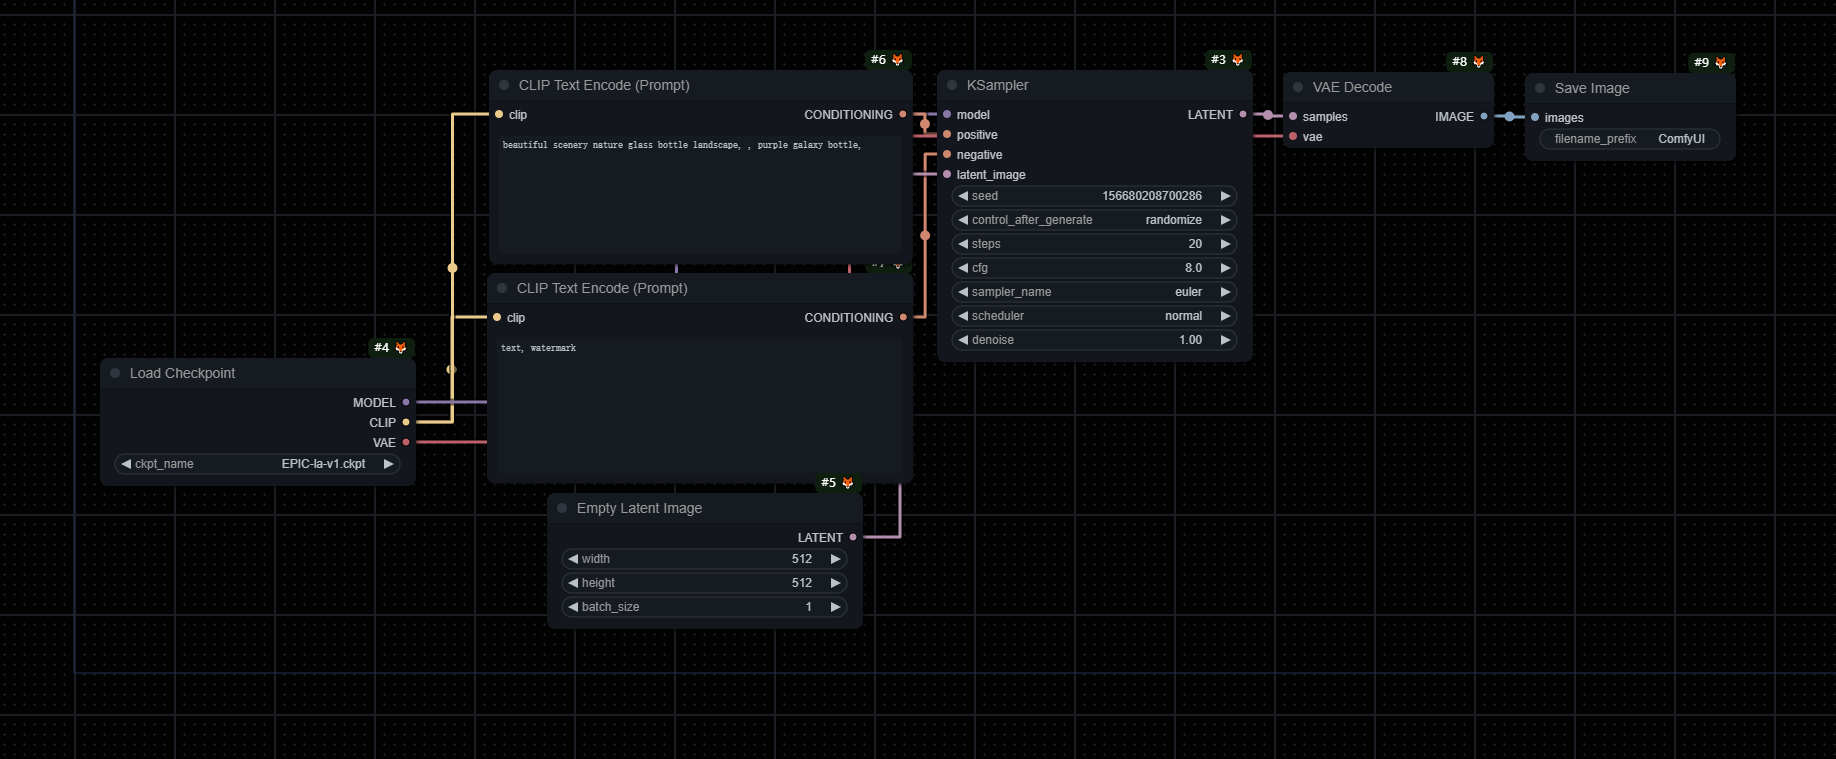 #6
CLIP Text Encode (Prompt)
clip
CONDITIONING
beautiful scenery nature glass bottle landscape, , purple galaxy bottle,
CLIP Text Encode (Prompt)
clip
CONDITIONING
text, watermark
#4
Load Checkpoint
MODEL
CLIP
VAE
ckpt_name
EPIC-la-v1.ckpt
#5
Empty Latent Image
LATENT
width
512
height
512
batch_size
1
#3
KSampler
model
LATENT
positive
negative
latent_image
seed
156680208700286
control_after_generate
randomize
steps
20
cfg
8.0
sampler_name
euler
scheduler
normal
denoise
1.00
#8
VAE Decode
samples
IMAGE
vae
#9
Save Image
images
filename_prefix
ComfyUI